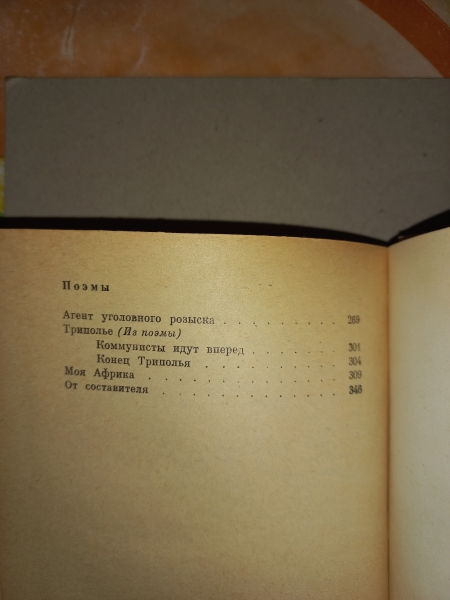 Поэмы
Агент уголовного розыска . . . . . . . . 269
Триполье (Из поэмы)
Коммунисты идут вперед . . . . . . . 301
Конец Триполья . . . . . . . . . 304
Моя Африка . . . . . . . . . . . . 309
От составителя . . . . . . . . . . . 348